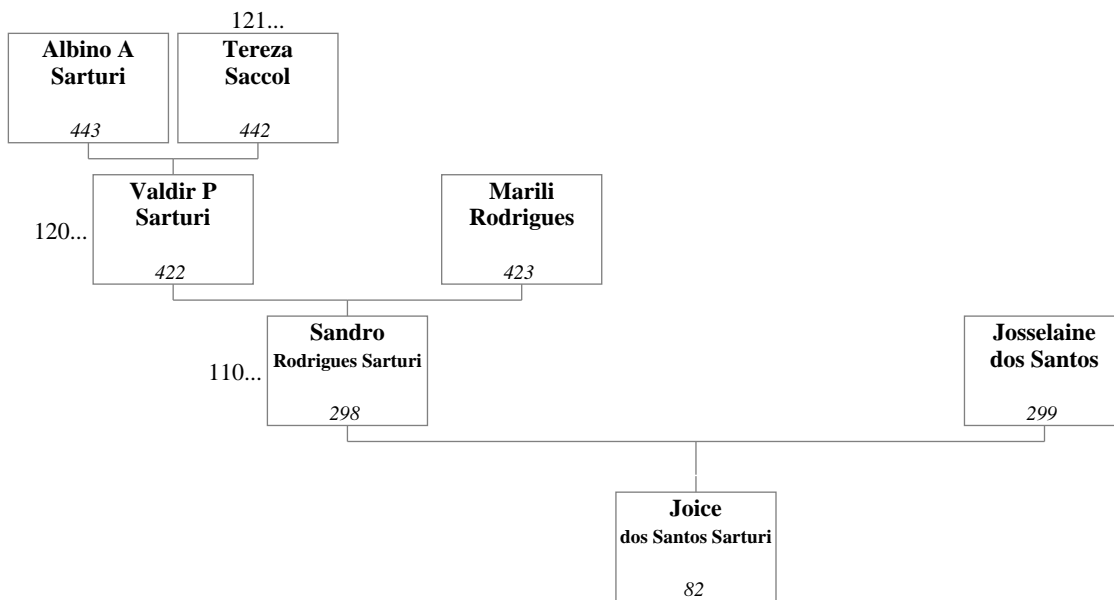 121...
Albino A
Sarturi
443
Tereza
Saccol
442
120...
Valdir P
Sarturi
422
Marili
Rodrigues
423
110...
Sandro
Rodrigues Sarturi
298
Josselaine
dos Santos
299
Joice
dos Santos Sarturi
82